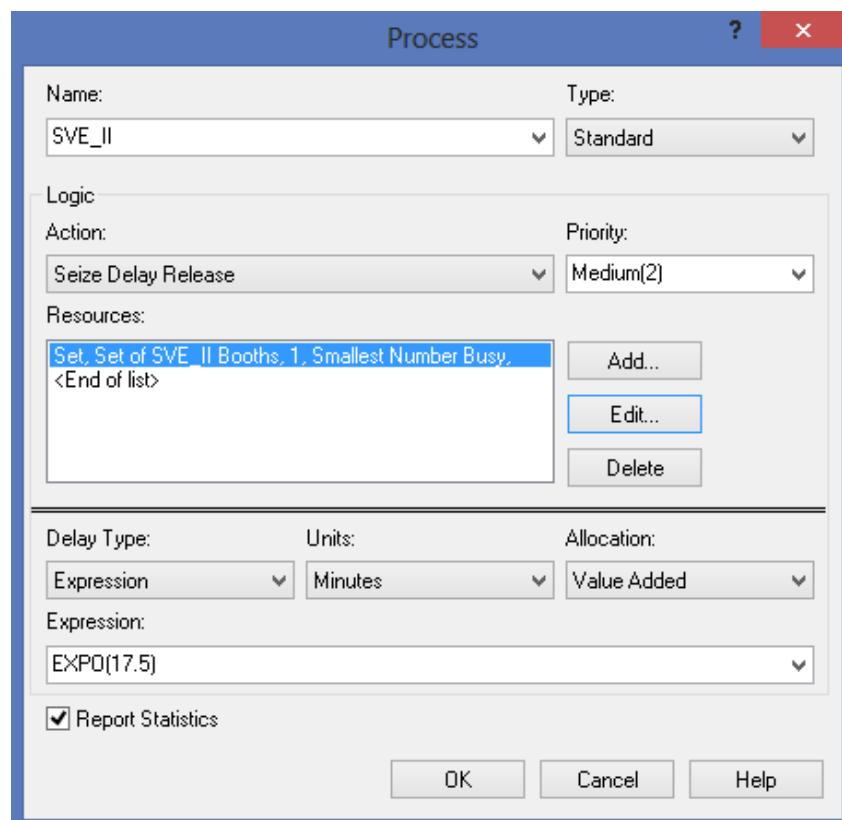 Process
?
Name:
Type:
SVE_II
Standard
Logic
Action:
Priority:
Seize Delay Release
Medium(2)
Resources:
Set, Set of SVE_II Booths, 1, Smallest Number Busy,
<End of list>
Add...
Edit...
Delete
Delay Type:
Units:
Allocation:
Expression
Minutes
Value Added
Expression:
EXPO(17.5)
Report Statistics
OK
Cancel
Help